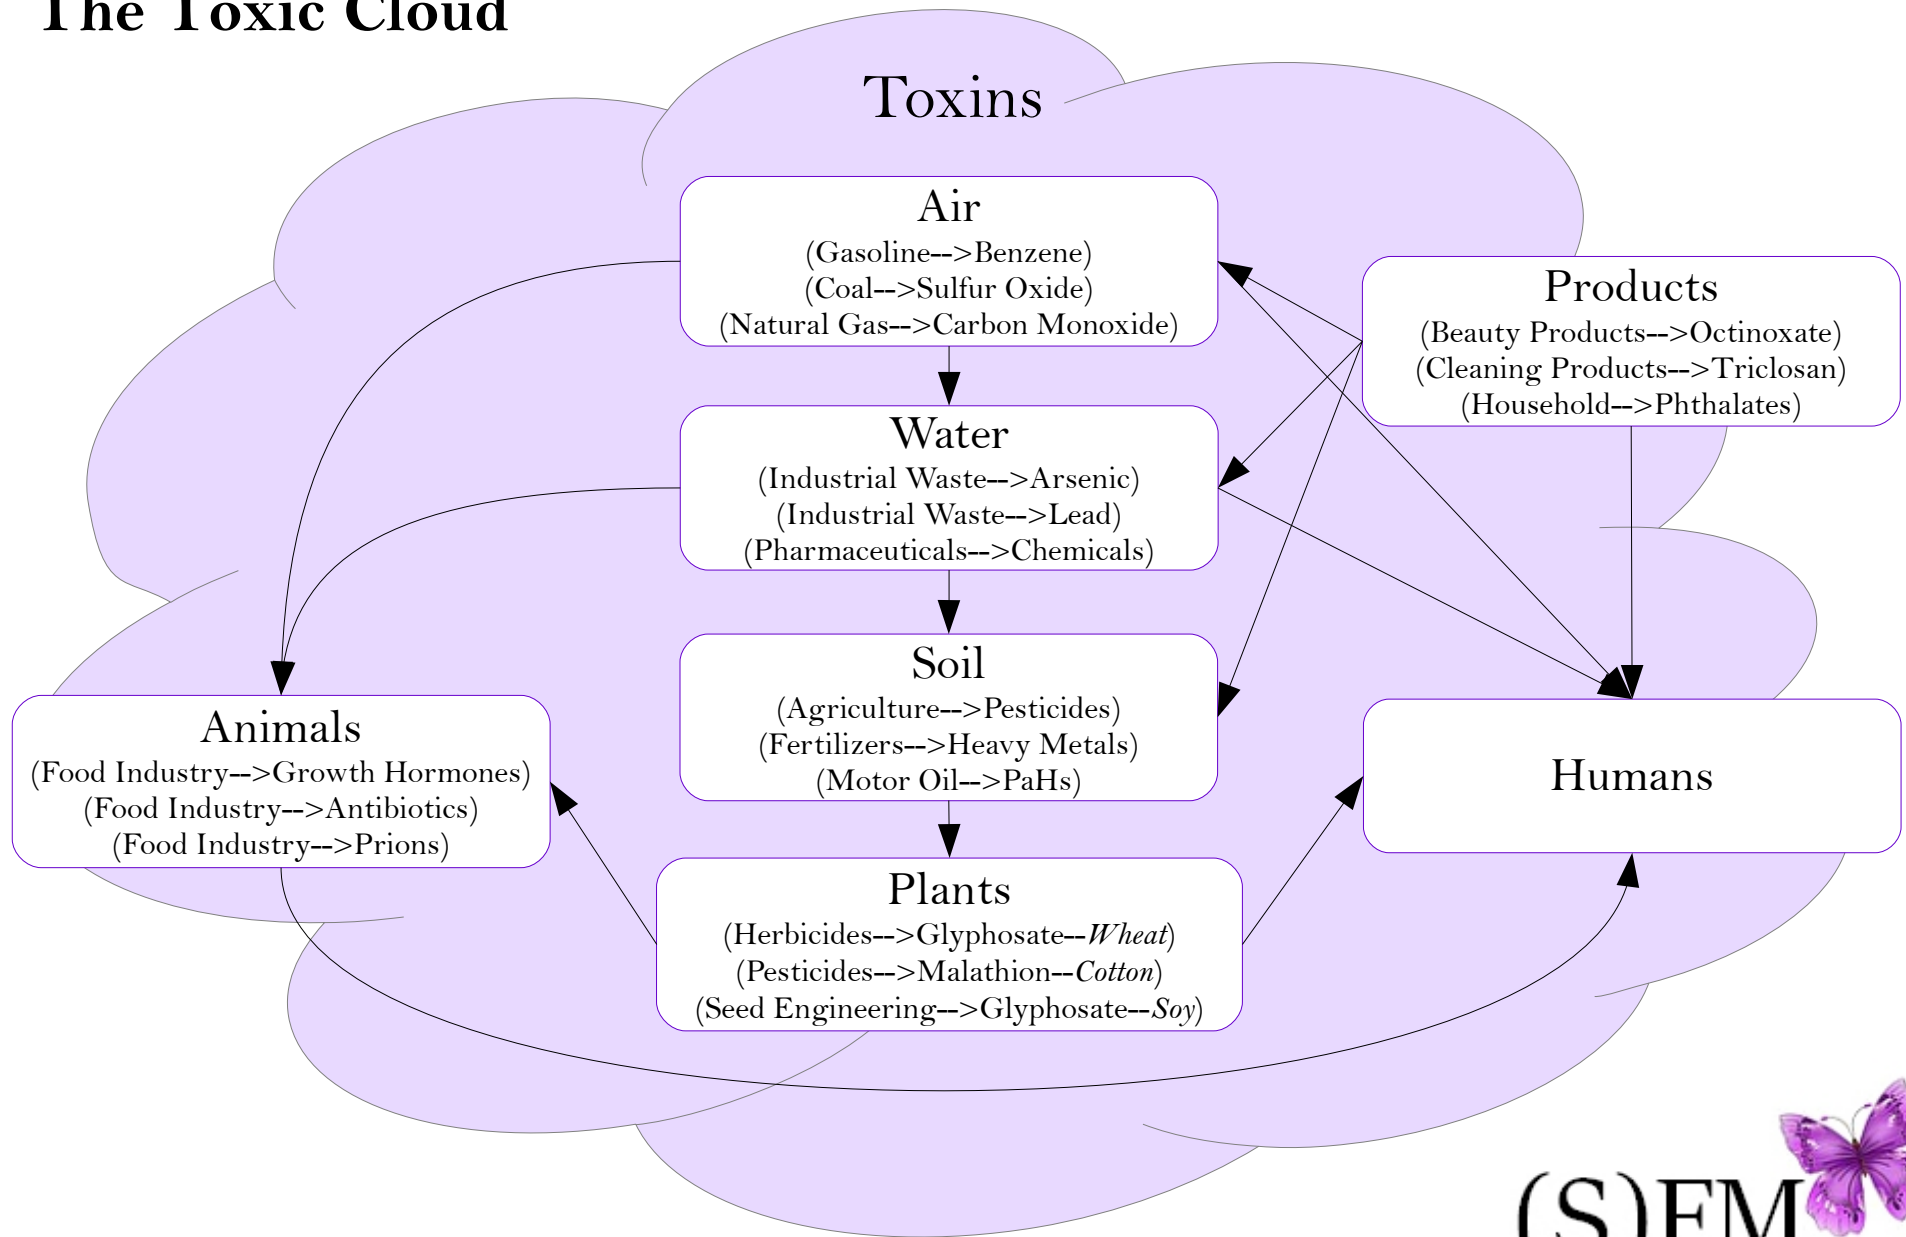 The Toxic Cloud
Toxins
Air
(Gasoline-->Benzene)
(Coal-->Sulfur Oxide)
(Natural Gas-->Carbon Monoxide)
Products
(Beauty Products-->Octinoxate)
(Cleaning Products-->Triclosan)
(Household-->Phthalates)
Water
(Industrial Waste-->Arsenic)
(Industrial Waste-->Lead)
(Pharmaceuticals-->Chemicals)
Soil
(Agriculture-->Pesticides)
(Fertilizers-->Heavy Metals)
(Motor Oil-->PaHs)
Animals
(Food Industry-->Growth Hormones)
(Food Industry-->Antibiotics)
(Food Industry-->Prions)
Humans
Plants
(Herbicides-->Glyphosate--Wheat)
(Pesticides-->Malathion--Cotton)
(Seed Engineering-->Glyphosate--Soy)
(S)EM